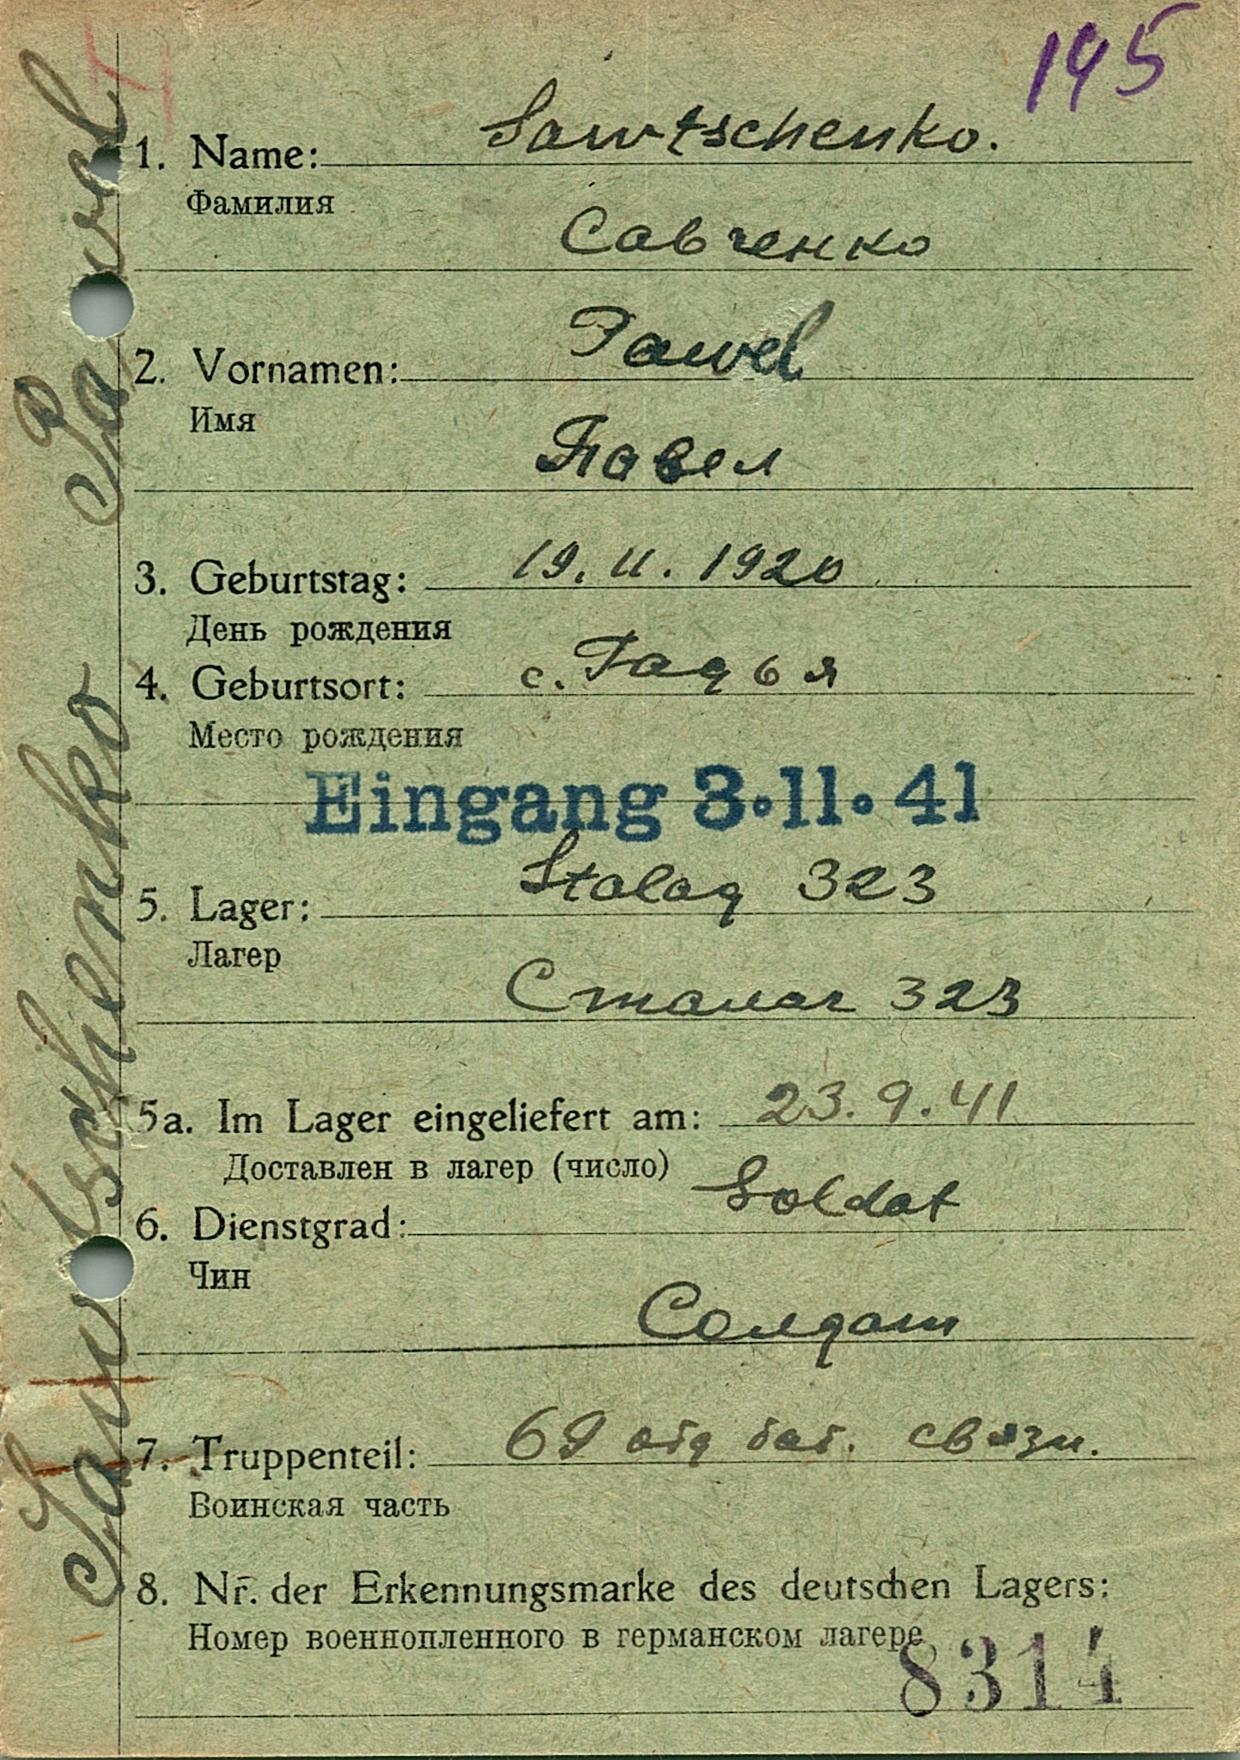 195
1. Name: Sawtschenko.
Фамилия
Савченко
2. Vornamen: Pawel
Имя
Павел
3. Geburtstag: 19. 11. 1920
День рождения
4. Geburtsort: с. Гадья
Место рождения
Eingang 3.11.41
5. Lager: Stalag 323
Лагер
Сталаг 323
5a. Im Lager eingeliefert am: 23.9.41
Доставлен в лагер (число)
6. Dienstgrad: Soldat
Чин
Солдат
7. Truppenteil: 69 отд бат. связи.
Воинская часть
8. Nr. der Erkennungsmarke des deutschen Lagers:
Номер военнопленного в германском лагере
8314
Sawtschenko Pawel